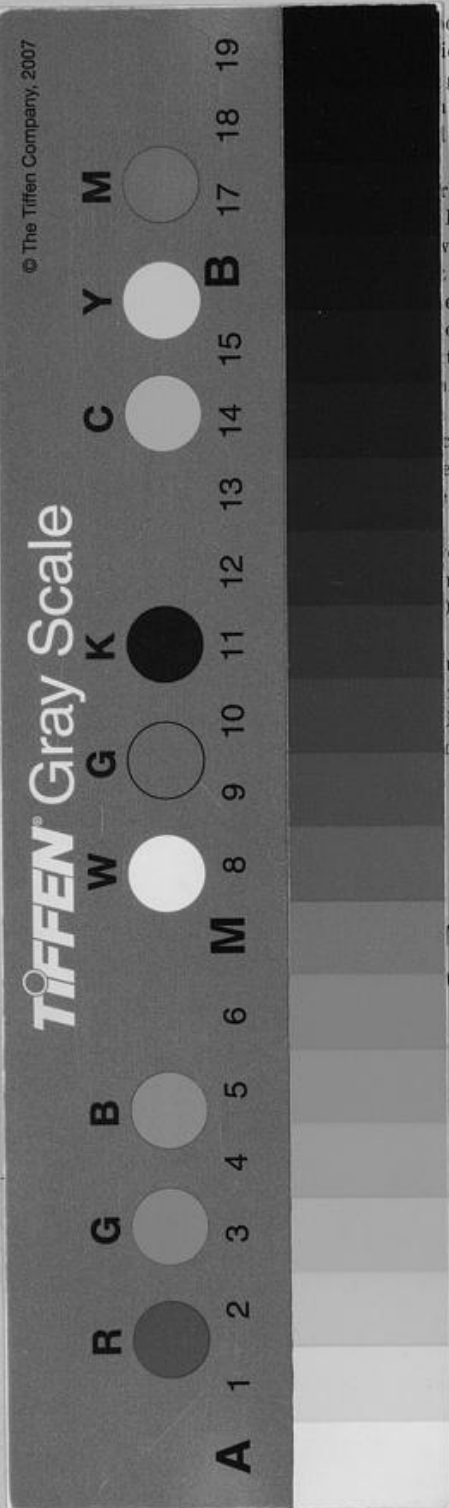 © The Tiffen Company, 2007
TIFFEN® Gray Scale
R G B W G K C Y M
A 1 2 3 4 5 6 M 8 9 10 11 12 13 14 15 B 17 18 19